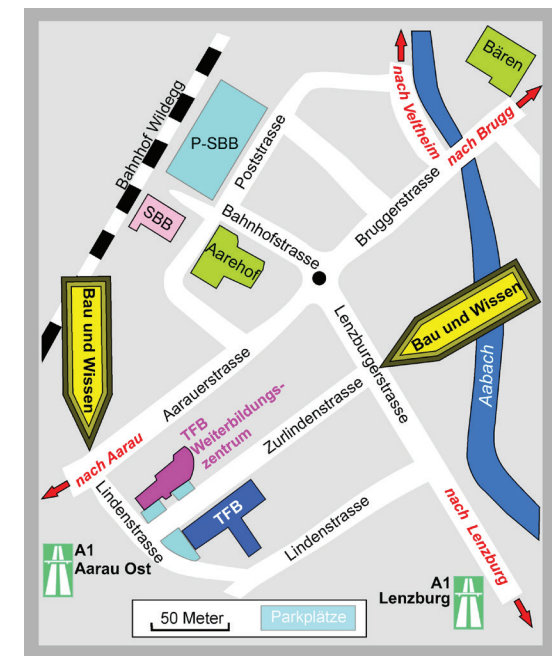 Bären
nach Veltheim
nach Brugg
Bahnhof Wildegg
P-SBB
Poststrasse
SBB
Bahnhofstrasse
Bruggerstrasse
Aarehof
Bau und Wissen
Bau und Wissen
Aabach
Aarauerstrasse
Lenzburgerstrasse
TFB
Weiterbildungs-
zentrum
Zurlindenstrasse
nach Aarau
Lindenstrasse
TFB
Lindenstrasse
nach Lenzburg
A1
Aarau Ost
A1
Lenzburg
50 Meter
Parkplätze